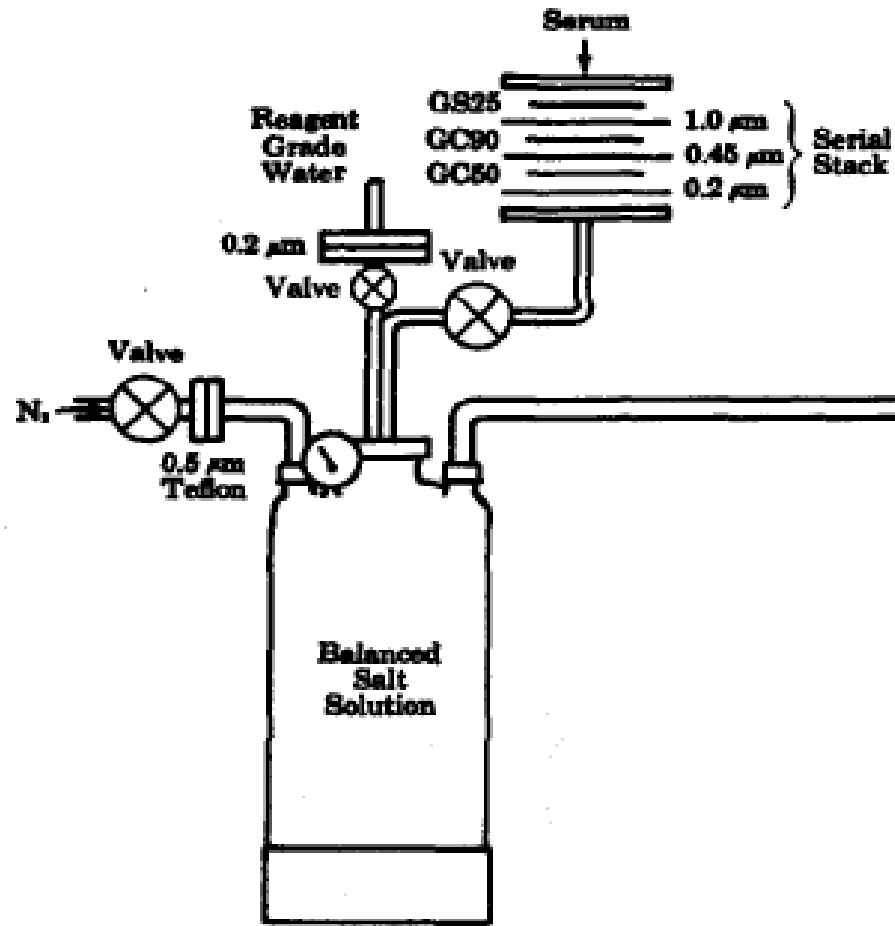 Serum
GS25
1.0 μm
GC90
0.45 μm
GC50
0.2 μm
Serial
Stack
Reagent
Grade
Water
0.2 μm
Valve
Valve
Valve
N₂
0.5 μm
Teflon
Balanced
Salt
Solution